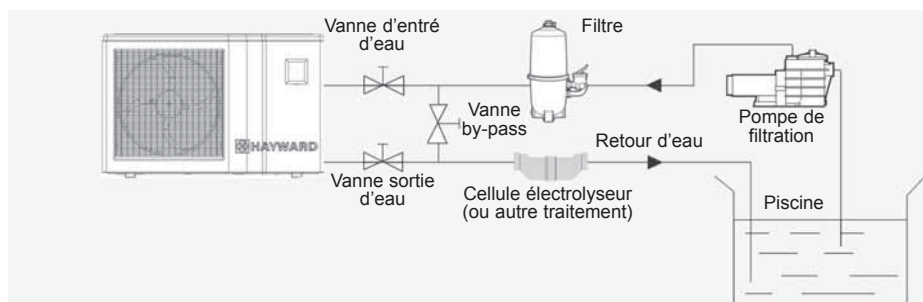 Vanne d'entré
d'eau
Filtre
Vanne
by-pass
Pompe de
filtration
HAYWARD
Retour d'eau
Vanne sortie
d'eau
Cellule électrolyseur
(ou autre traitement)
Piscine